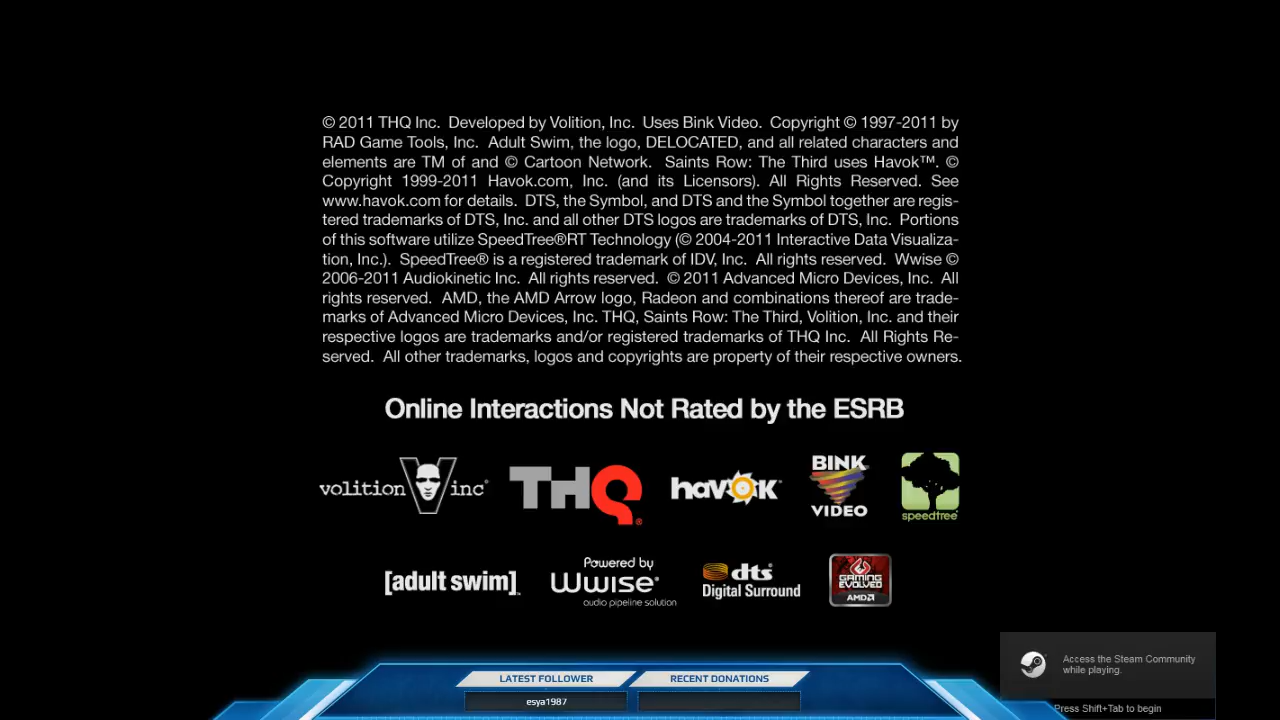 © 2011 THQ Inc. Developed by Volition, Inc. Uses Bink Video. Copyright © 1997-2011 by
RAD Game Tools, Inc. Adult Swim, the logo, DELOCATED, and all related characters and
elements are TM of and © Cartoon Network. Saints Row: The Third uses Havok™. ©
Copyright 1999-2011 Havok.com, Inc. (and its Licensors). All Rights Reserved. See
www.havok.com for details. DTS, the Symbol, and DTS and the Symbol together are regis-
tered trademarks of DTS, Inc. and all other DTS logos are trademarks of DTS, Inc. Portions
of this software utilize SpeedTree®RT Technology (© 2004-2011 Interactive Data Visualiza-
tion, Inc.). SpeedTree® is a registered trademark of IDV, Inc. All rights reserved. Wwise ©
2006-2011 Audiokinetic Inc. All rights reserved. © 2011 Advanced Micro Devices, Inc. All
rights reserved. AMD, the AMD Arrow logo, Radeon and combinations thereof are trade-
marks of Advanced Micro Devices, Inc. THQ, Saints Row: The Third, Volition, Inc. and their
respective logos are trademarks and/or registered trademarks of THQ Inc. All Rights Re-
served. All other trademarks, logos and copyrights are property of their respective owners.
Online Interactions Not Rated by the ESRB
volition V inc®
THQ®
havok®
BINK
VIDEO
speedtree®
[adult swim]™
Powered by
Wwise®
audio pipeline solution
dts®
Digital Surround
GAMING
EVOLVED
AMD
Access the Steam Community
while playing.
Press Shift+Tab to begin
LATEST FOLLOWER
RECENT DONATIONS
esya1987